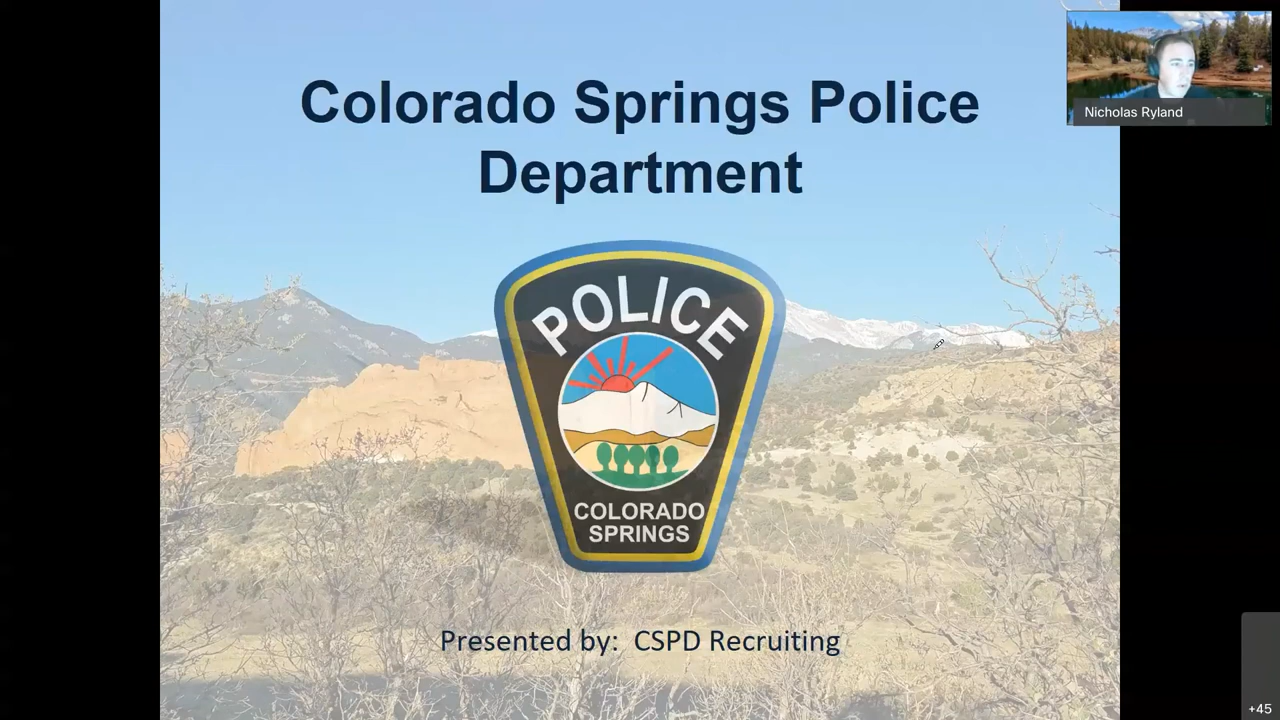 Colorado Springs Police
Department
Nicholas Ryland
POLICE
COLORADO
SPRINGS
Presented by:  CSPD Recruiting
+45